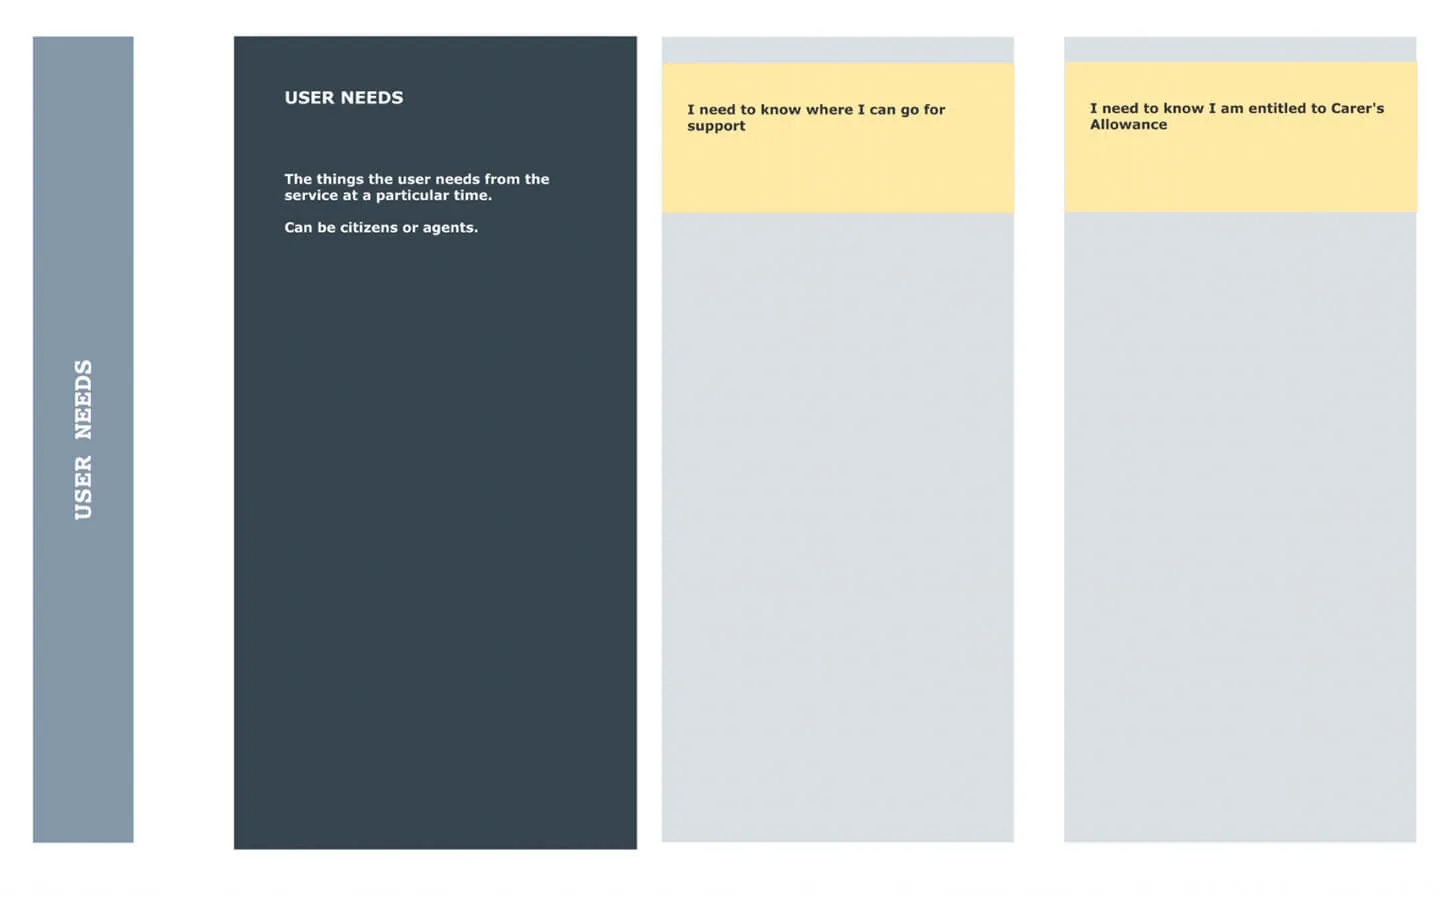 USER NEEDS
USER NEEDS
The things the user needs from the
service at a particular time.
Can be citizens or agents.
I need to know where I can go for
support
I need to know I am entitled to Carer's
Allowance